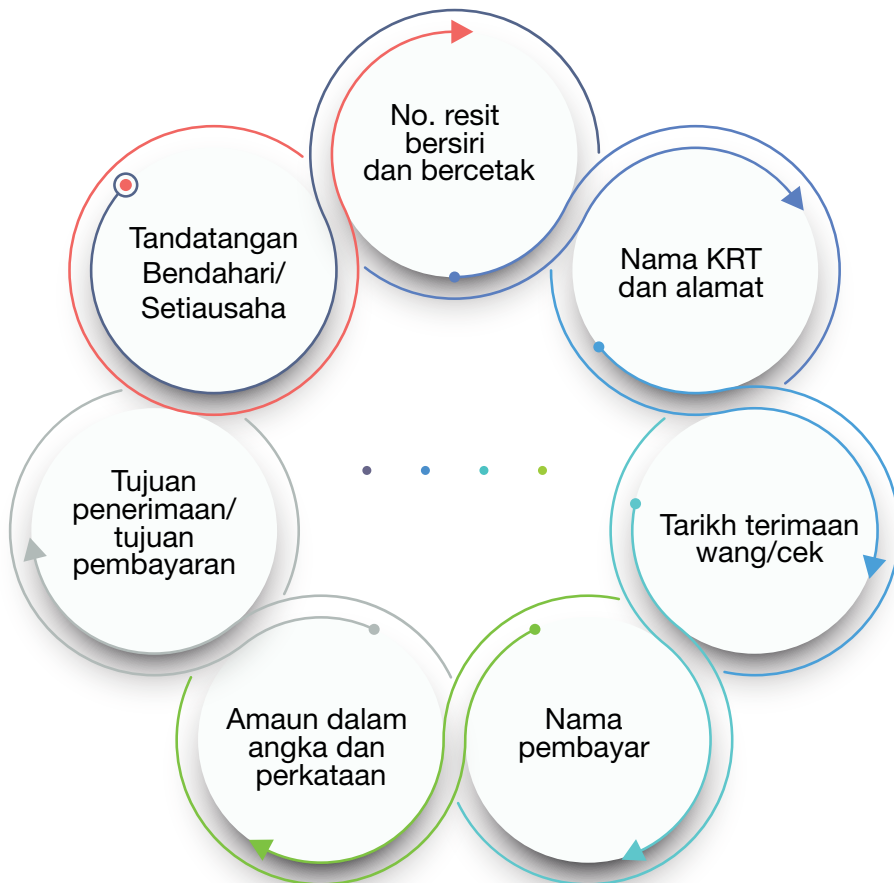 No. resit
bersiri
dan bercetak
Nama KRT
dan alamat
Tarikh terimaan
wang/cek
Nama
pembayar
Amaun dalam
angka dan
perkataan
Tujuan
penerimaan/
tujuan
pembayaran
Tandatangan
Bendahari/
Setiausaha